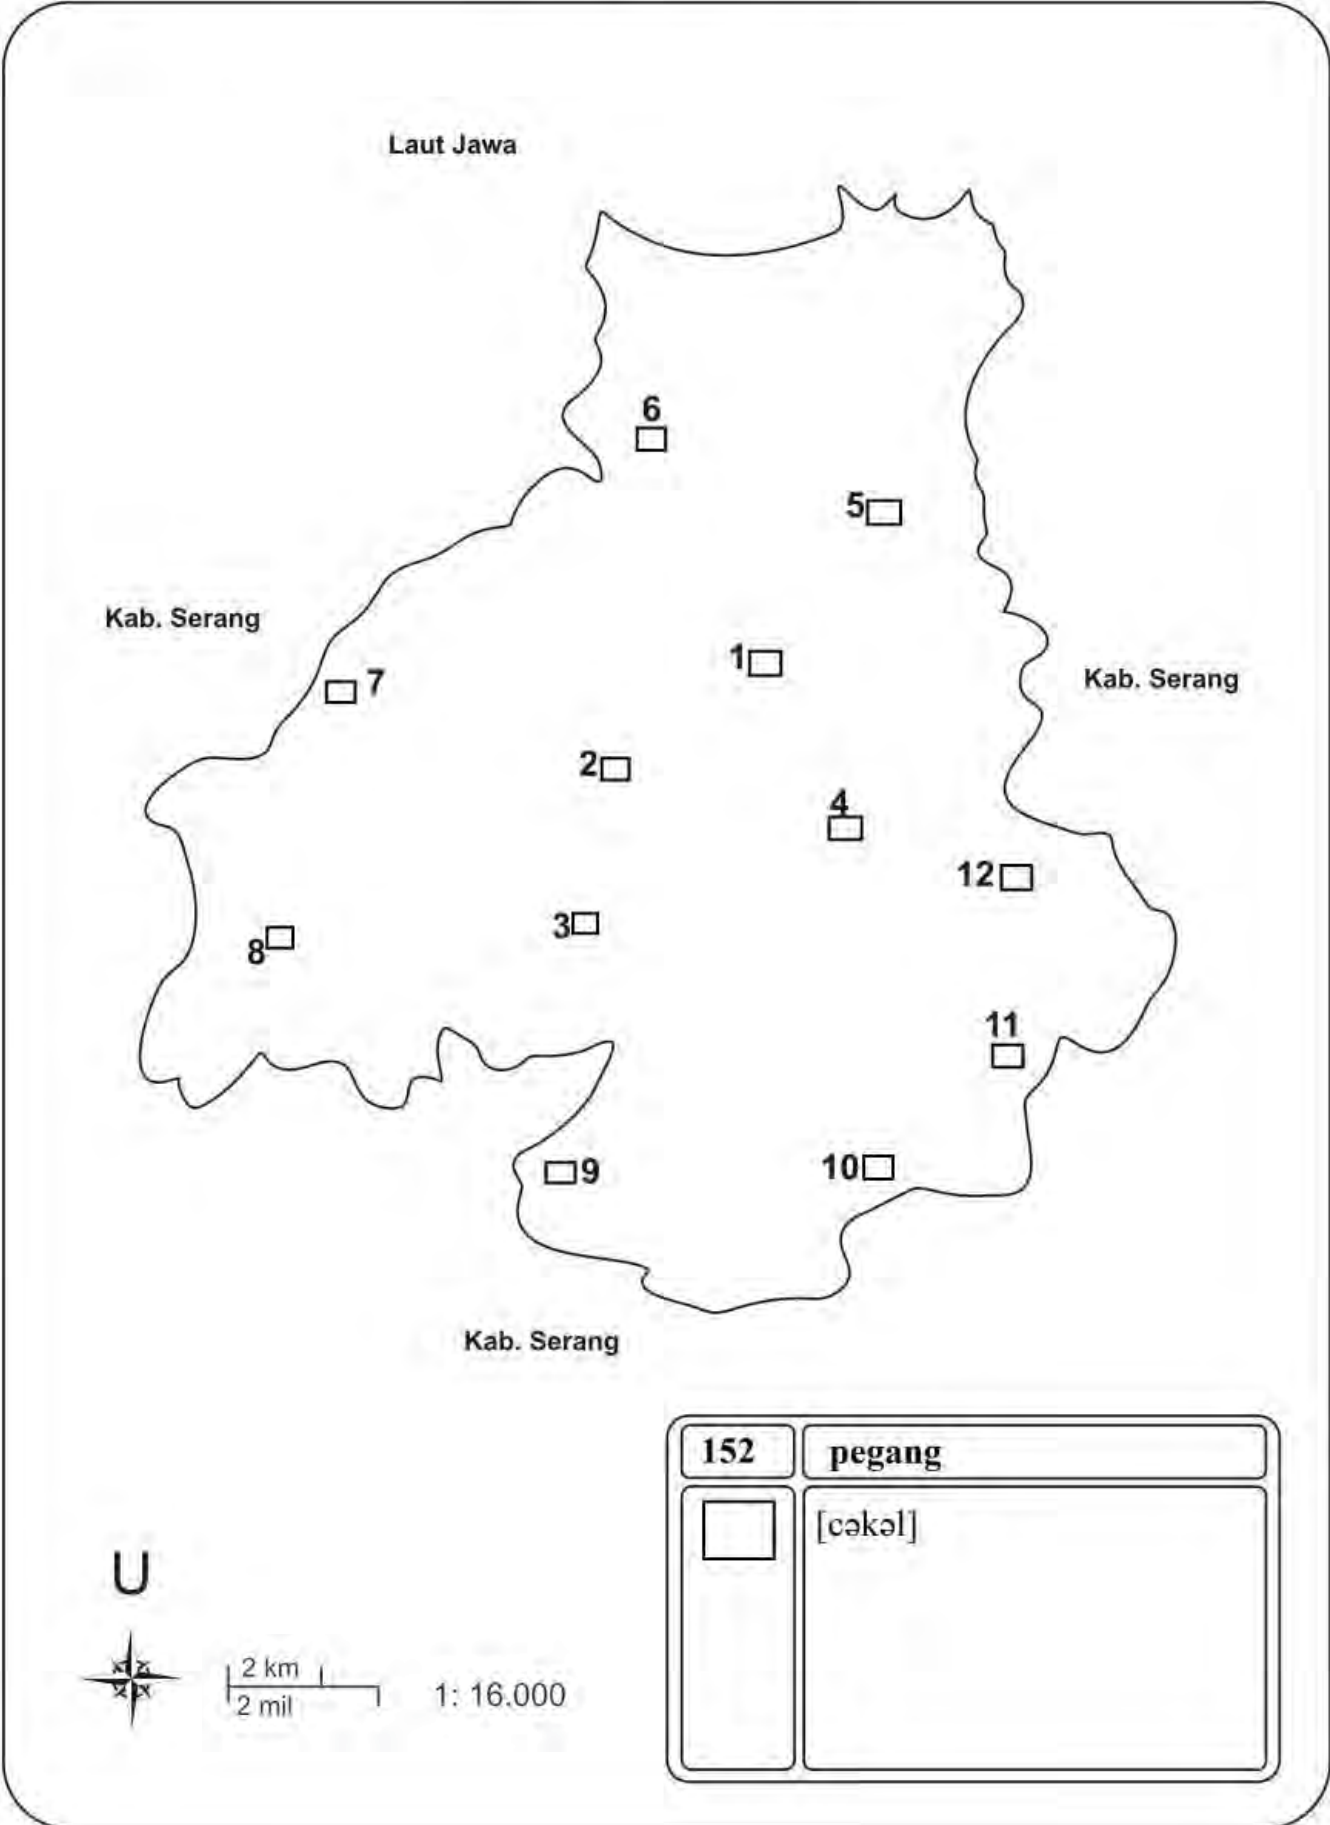 Laut Jawa
6
5
Kab. Serang
1
Kab. Serang
7
2
4
12
3
8
11
10
9
Kab. Serang
152 pegang
[cəkəl]
U
2 km
2 mil
1: 16.000